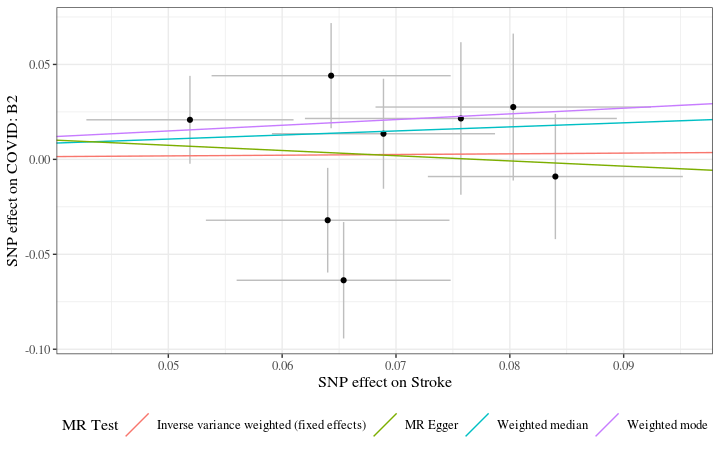 SNP effect on COVID: B2
0.05
0.00
-0.05
-0.10
0.05
0.06
0.07
0.08
0.09
SNP effect on Stroke
MR Test
Inverse variance weighted (fixed effects)
MR Egger
Weighted median
Weighted mode